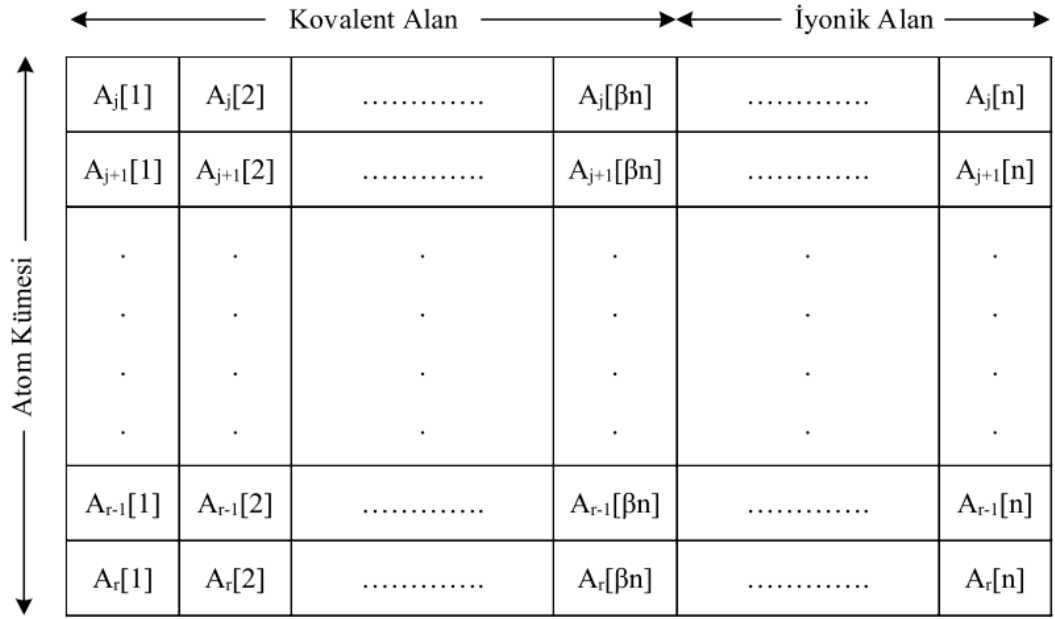 Kovalent Alan İyonik Alan
Atom Kümesi
Aj[1] Aj[2] ............. Aj[βn] ............. Aj[n]
Aj+1[1] Aj+1[2] ............. Aj+1[βn] ............. Aj+1[n]
. . . . . .
. . . . . .
. . . . . .
. . . . . .
Ar-1[1] Ar-1[2] ............. Ar-1[βn] ............. Ar-1[n]
Ar[1] Ar[2] ............. Ar[βn] ............. Ar[n]